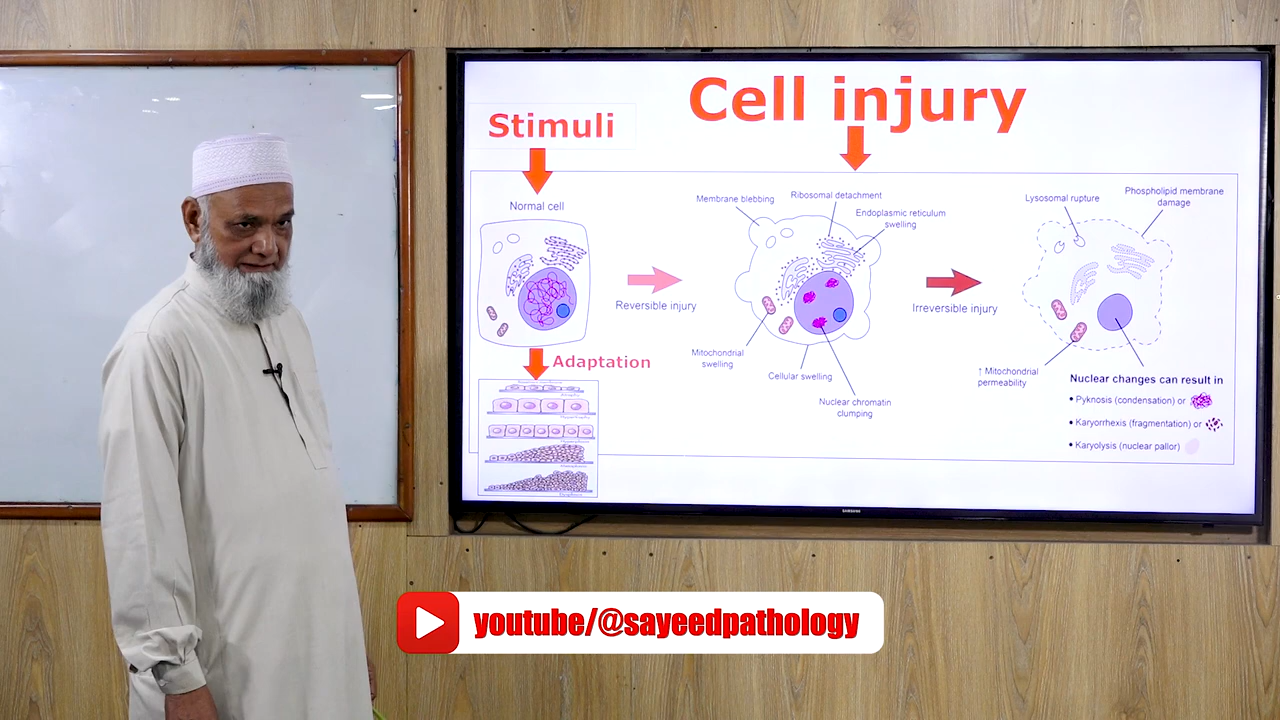 Cell injury
Stimuli
Normal cell
Membrane blebbing
Ribosomal detachment
Endoplasmic reticulum
swelling
Lysosomal rupture
Phospholipid membrane
damage
Reversible injury
Irreversible injury
Mitochondrial
swelling
Cellular swelling
Nuclear chromatin
clumping
↑ Mitochondrial
permeability
Nuclear changes can result in
• Pyknosis (condensation) or
• Karyorrhexis (fragmentation) or
• Karyolysis (nuclear pallor)
Adaptation
SAMSUNG
youtube/@sayeedpathology